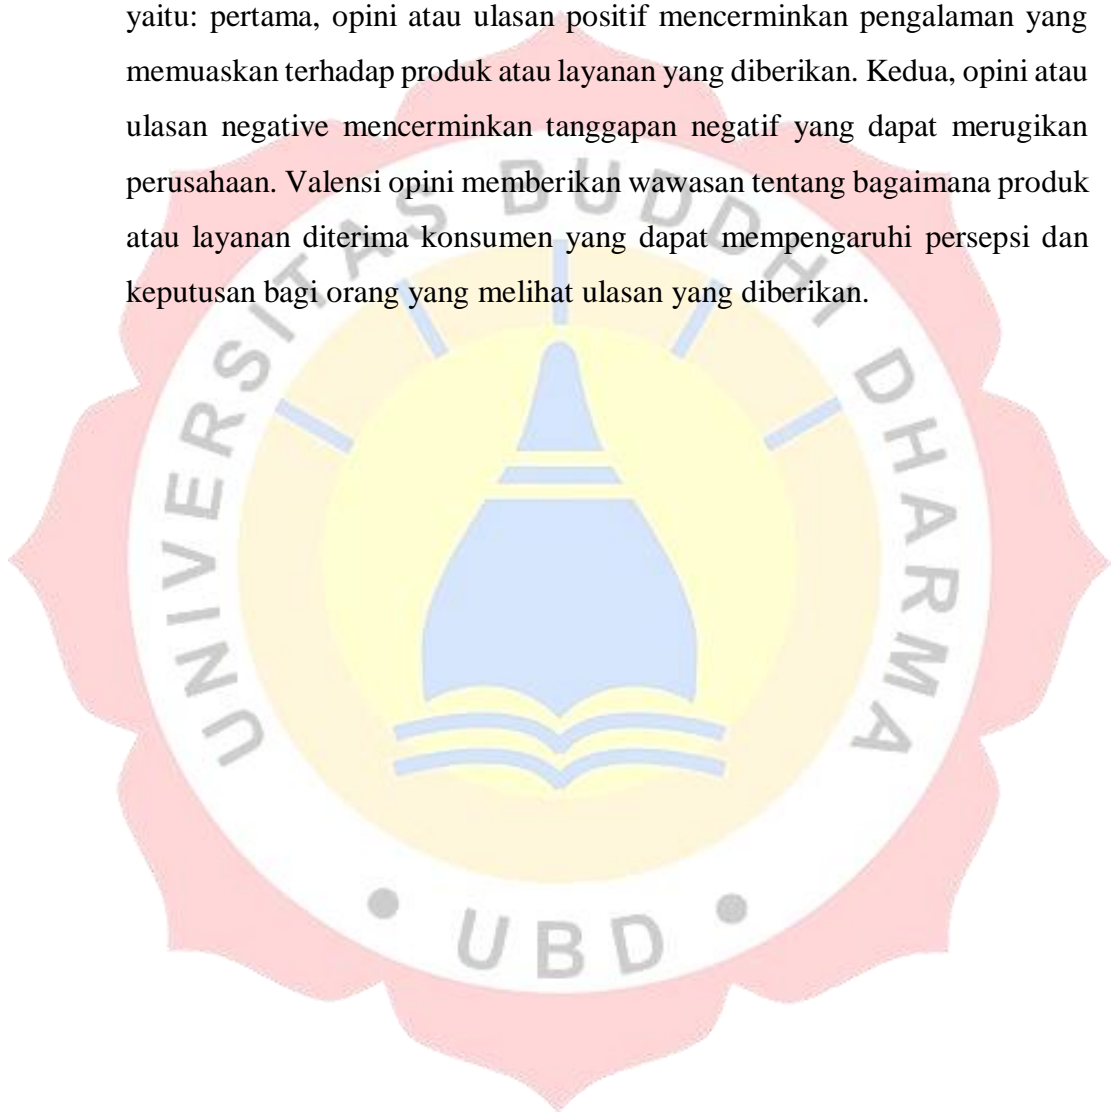 yaitu: pertama, opini atau ulasan positif mencerminkan pengalaman yang
memuaskan terhadap produk atau layanan yang diberikan. Kedua, opini atau
ulasan negative mencerminkan tanggapan negatif yang dapat merugikan
perusahaan. Valensi opini memberikan wawasan tentang bagaimana produk
atau layanan diterima konsumen yang dapat mempengaruhi persepsi dan
keputusan bagi orang yang melihat ulasan yang diberikan.
UNIVERSITAS BUDDHI DHARMA
• UBD •